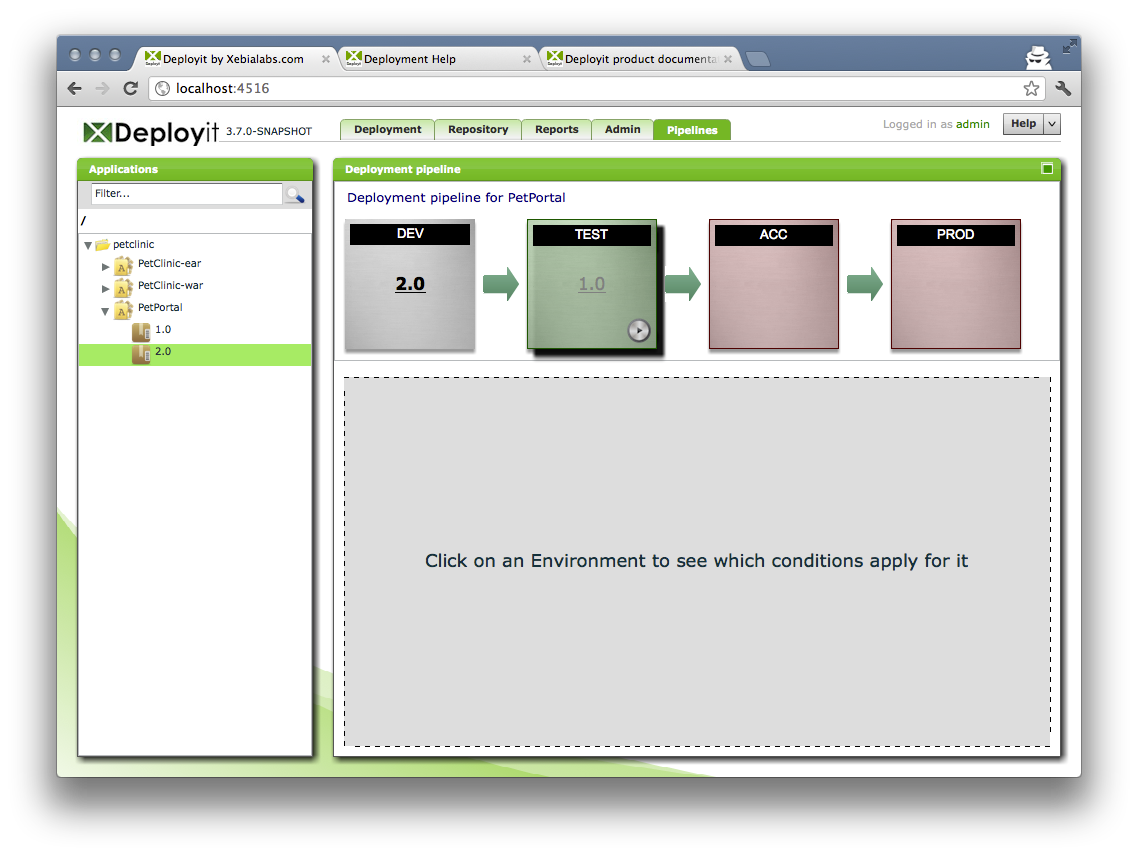 Deployit by Xebialabs.com
Deployment Help
Deployit product documenta
localhost:4516
Deployit 3.7.0-SNAPSHOT
Deployment
Repository
Reports
Admin
Pipelines
Logged in as admin
Help
Applications
Filter...
/
petclinic
PetClinic-ear
PetClinic-war
PetPortal
1.0
2.0
Deployment pipeline
Deployment pipeline for PetPortal
DEV
2.0
TEST
1.0
ACC
PROD
Click on an Environment to see which conditions apply for it